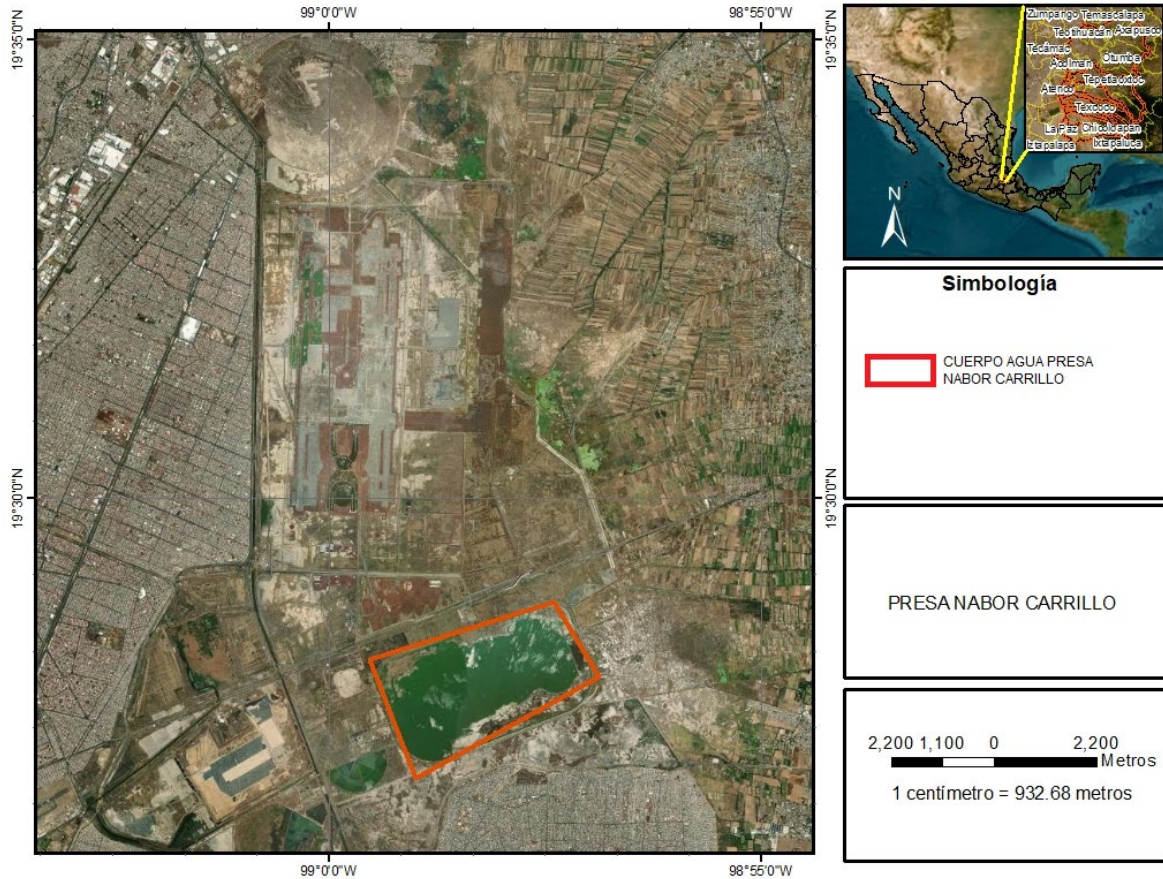 99°0'0"W
98°55'0"W
19°35'0"N
19°35'0"N
19°30'0"N
19°30'0"N
99°0'0"W
98°55'0"W
Zumpango Temascalapa
Teotihuacán Axapusco
Tecámac
Acolman Otumba
Atenco Tepetlaoxtoc
Texcoco
La Paz Chicoloapan
Iztapalapa Ixtapaluca
N
Simbología
CUERPO AGUA PRESA
NABOR CARRILLO
PRESA NABOR CARRILLO
2,200 1,100 0 2,200
Metros
1 centímetro = 932.68 metros